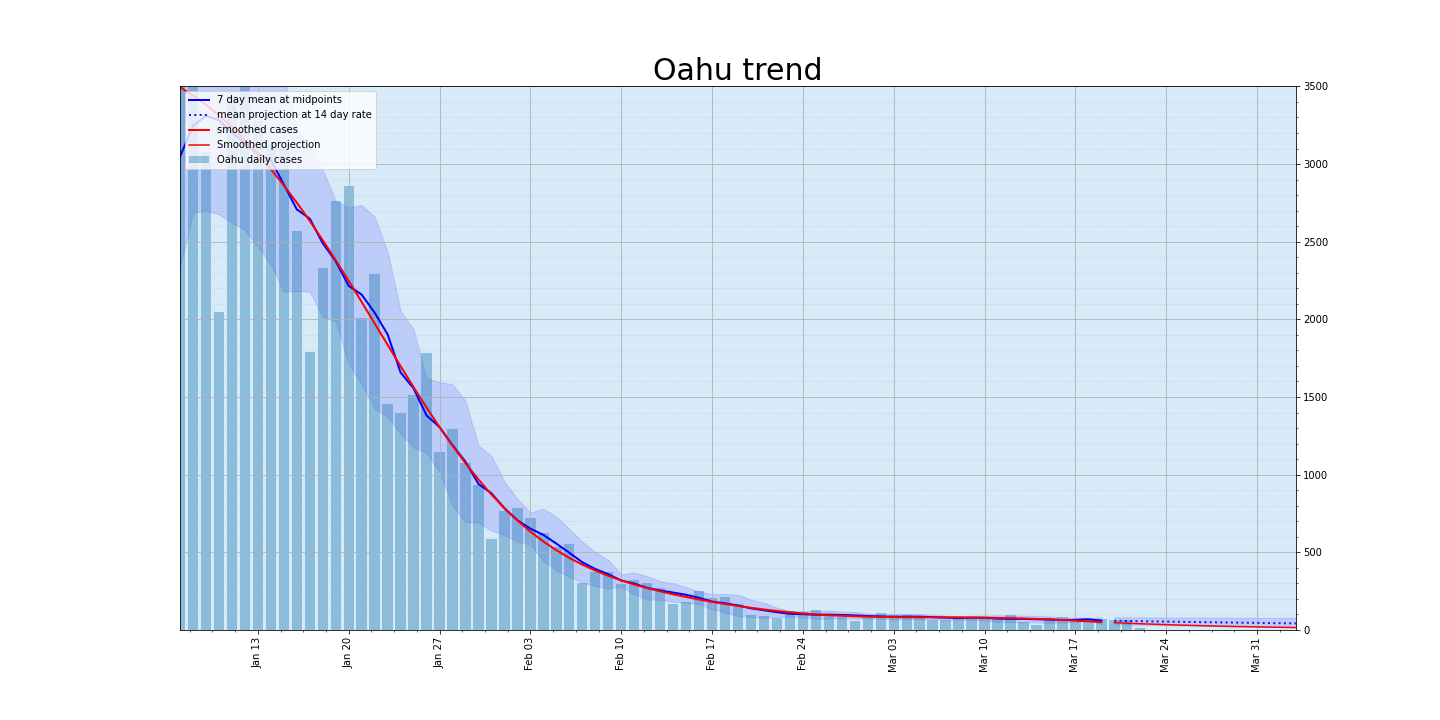 Oahu trend
7 day mean at midpoints
mean projection at 14 day rate
smoothed cases
Smoothed projection
Oahu daily cases
3500
3000
2500
2000
1500
1000
500
0
Jan 13
Jan 20
Jan 27
Feb 03
Feb 10
Feb 17
Feb 24
Mar 03
Mar 10
Mar 17
Mar 24
Mar 31